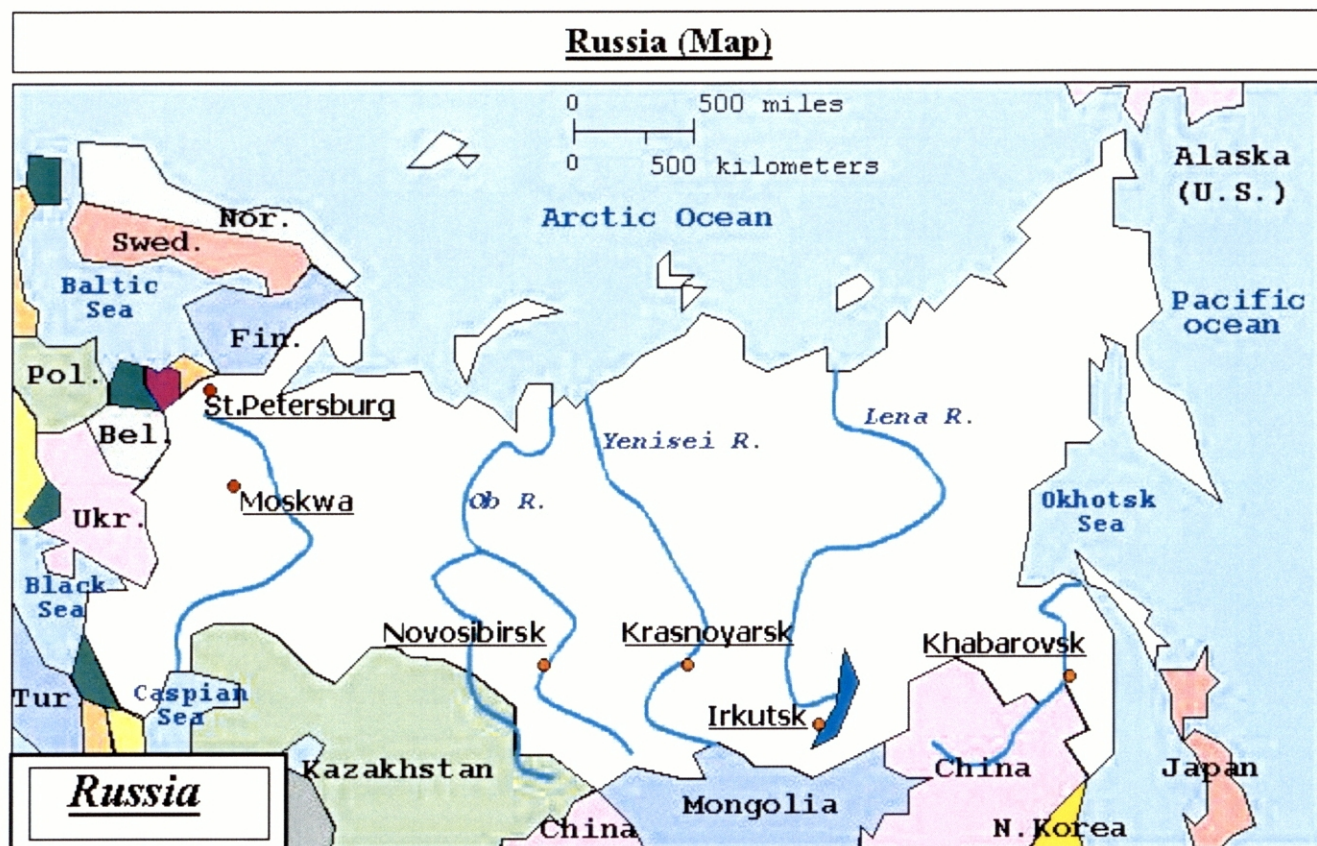 Russia (Map)
0 500 miles
0 500 kilometers
Alaska
(U.S.)
Arctic Ocean
Nor.
Swed.
Baltic
Sea
Pacific
ocean
Fin.
Pol.
St.Petersburg
Lena R.
Bel.
Yenisei R.
Moskwa
Ob R.
Okhotsk
Sea
Ukr.
Black
Sea
Novosibirsk
Krasnoyarsk
Khabarovsk
Tur.
Caspian
Sea
Irkutsk
Kazakhstan
China
Japan
Russia
Mongolia
China
N.Korea